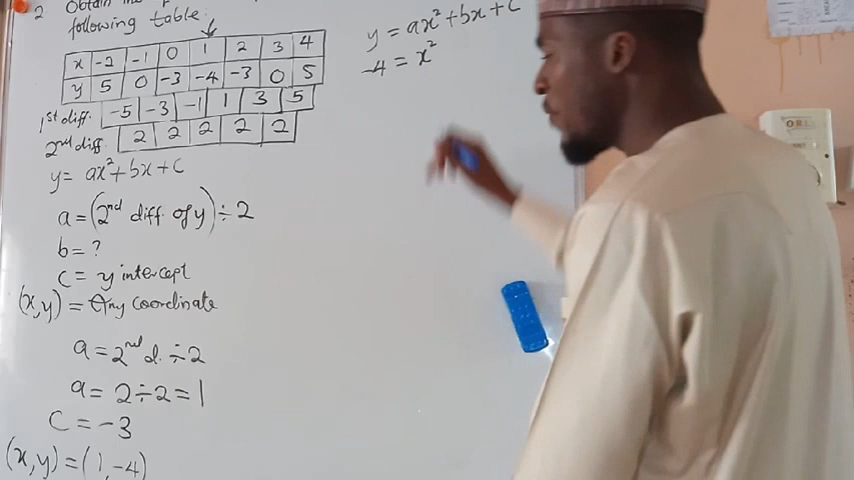 2 Obtain the
following table.
x -2 -1 0 1 2 3 4
y 5 0 -3 -4 -3 0 5
1st diff. -5 -3 -1 1 3 5
2nd diff. 2 2 2 2 2
y = ax² + bx + c
a = (2nd diff. of y) ÷ 2
b = ?
c = y intercept
(x, y) = Any coordinate
a = 2nd d. ÷ 2
a = 2 ÷ 2 = 1
C = -3
(x, y) = (1, -4)
y = ax² + bx + c
-4 = x²